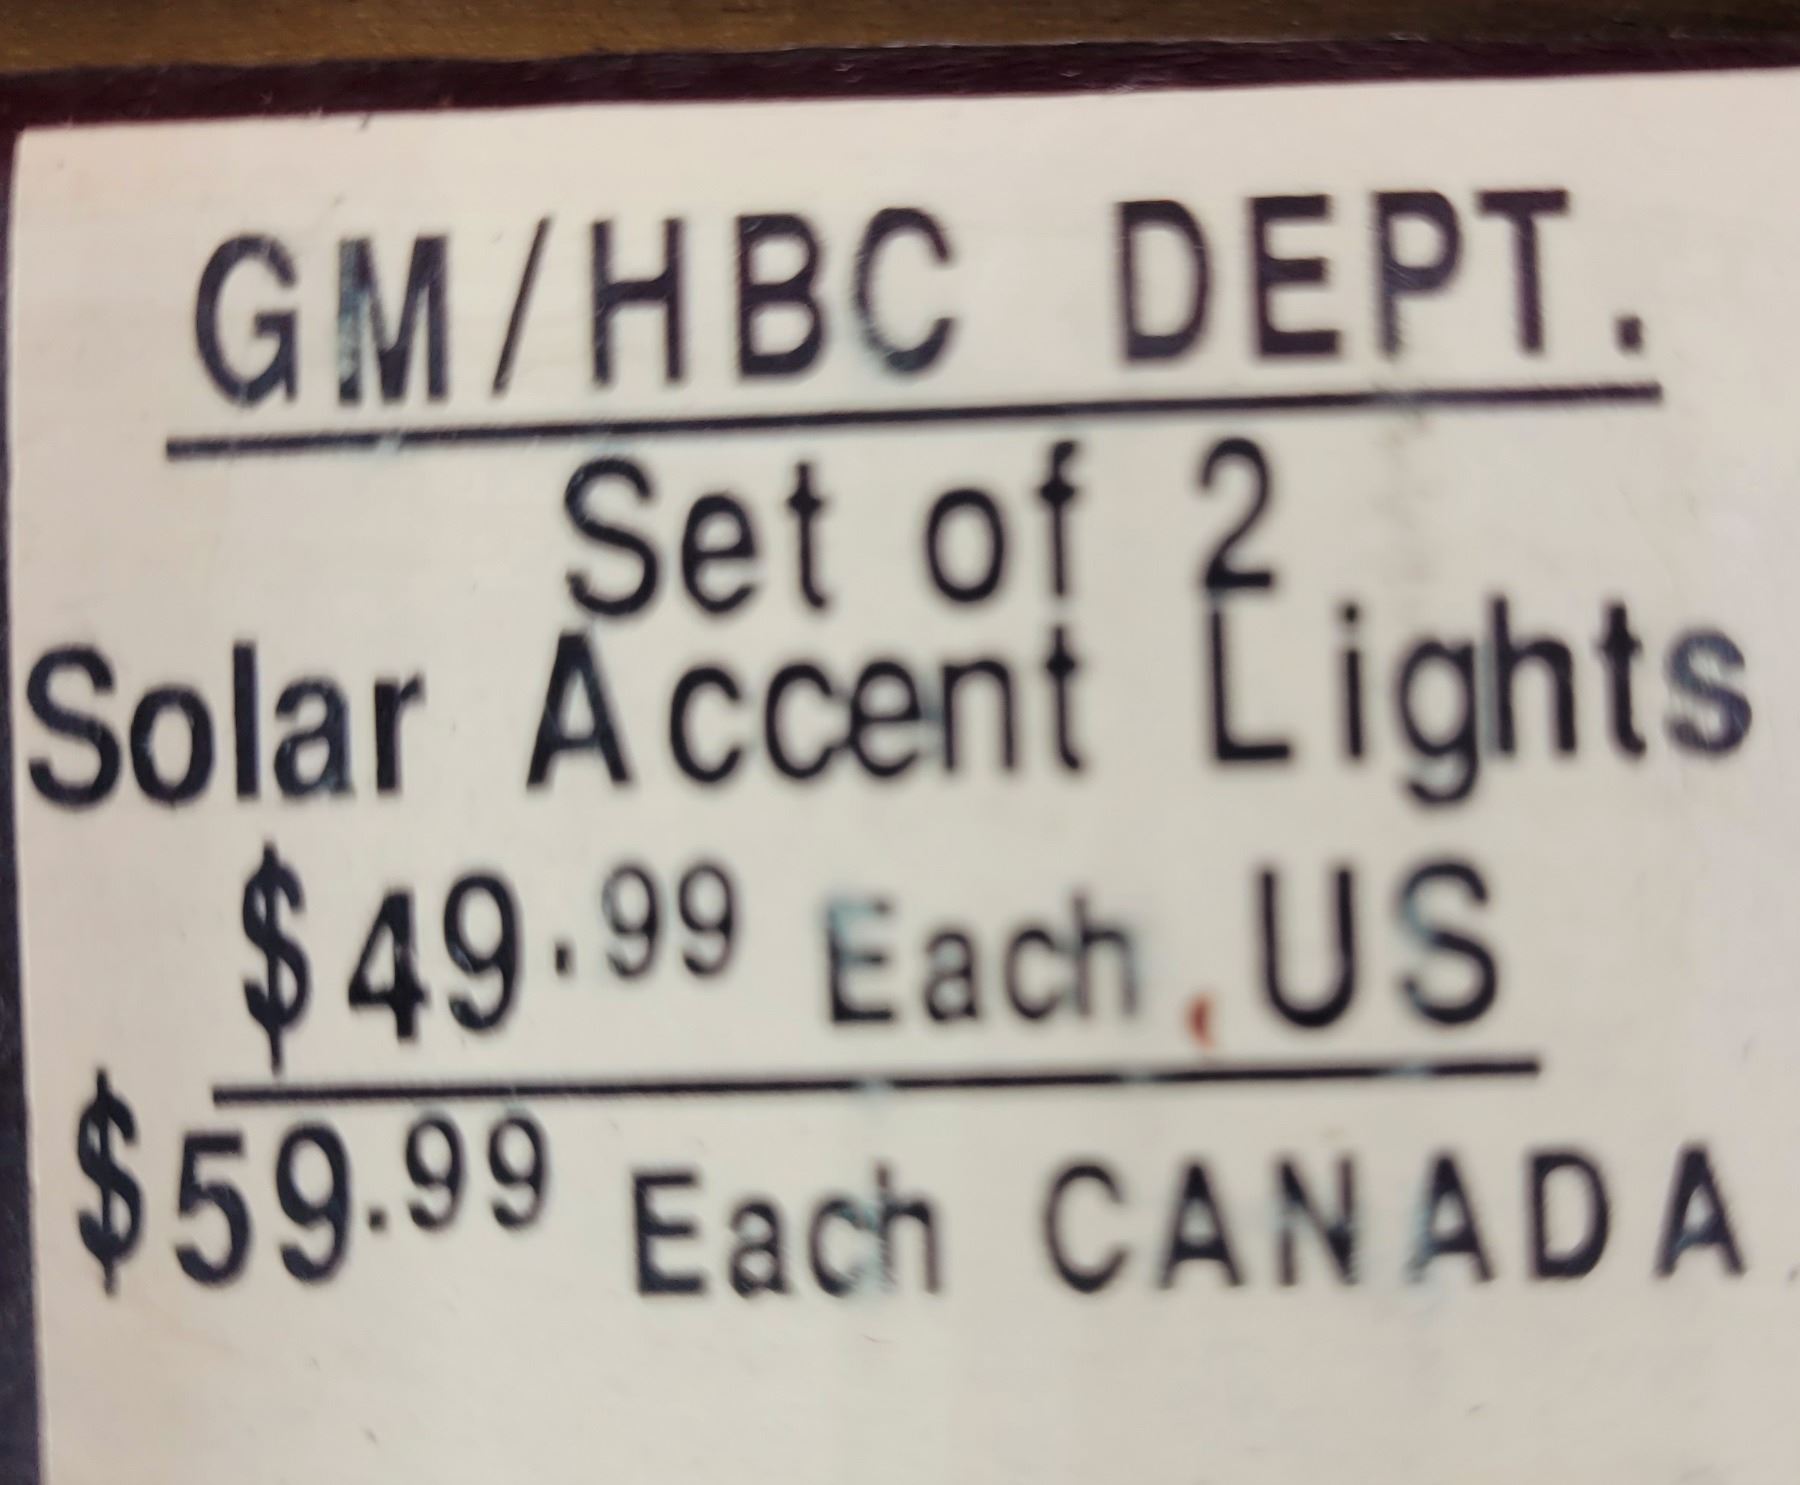 GM/HBC DEPT.
Set of 2
Solar Accent Lights
$49.99 Each US
$59.99 Each CANADA